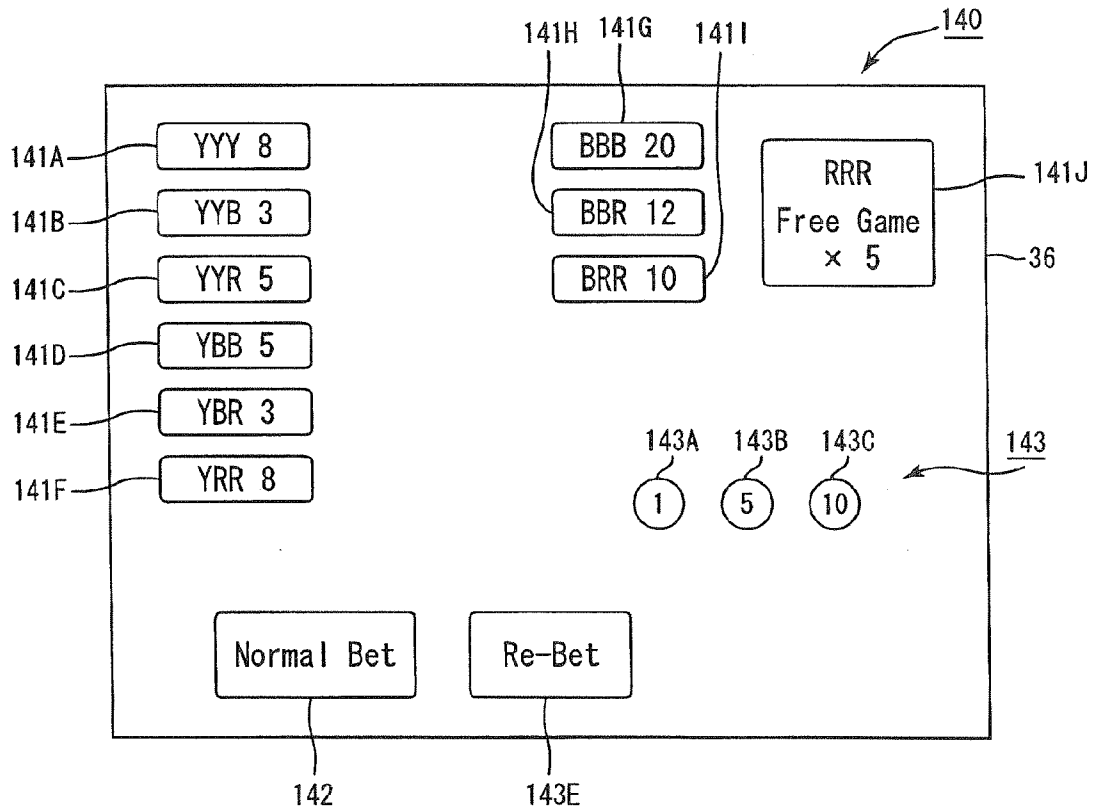 140
141H
141G
141I
141A
YYY 8
BBB 20
RRR
Free Game
× 5
141J
141B
YYB 3
BBR 12
36
141C
YYR 5
BRR 10
141D
YBB 5
141E
YBR 3
141F
YRR 8
143A
143B
143C
143
1
5
10
Normal Bet
Re-Bet
142
143E